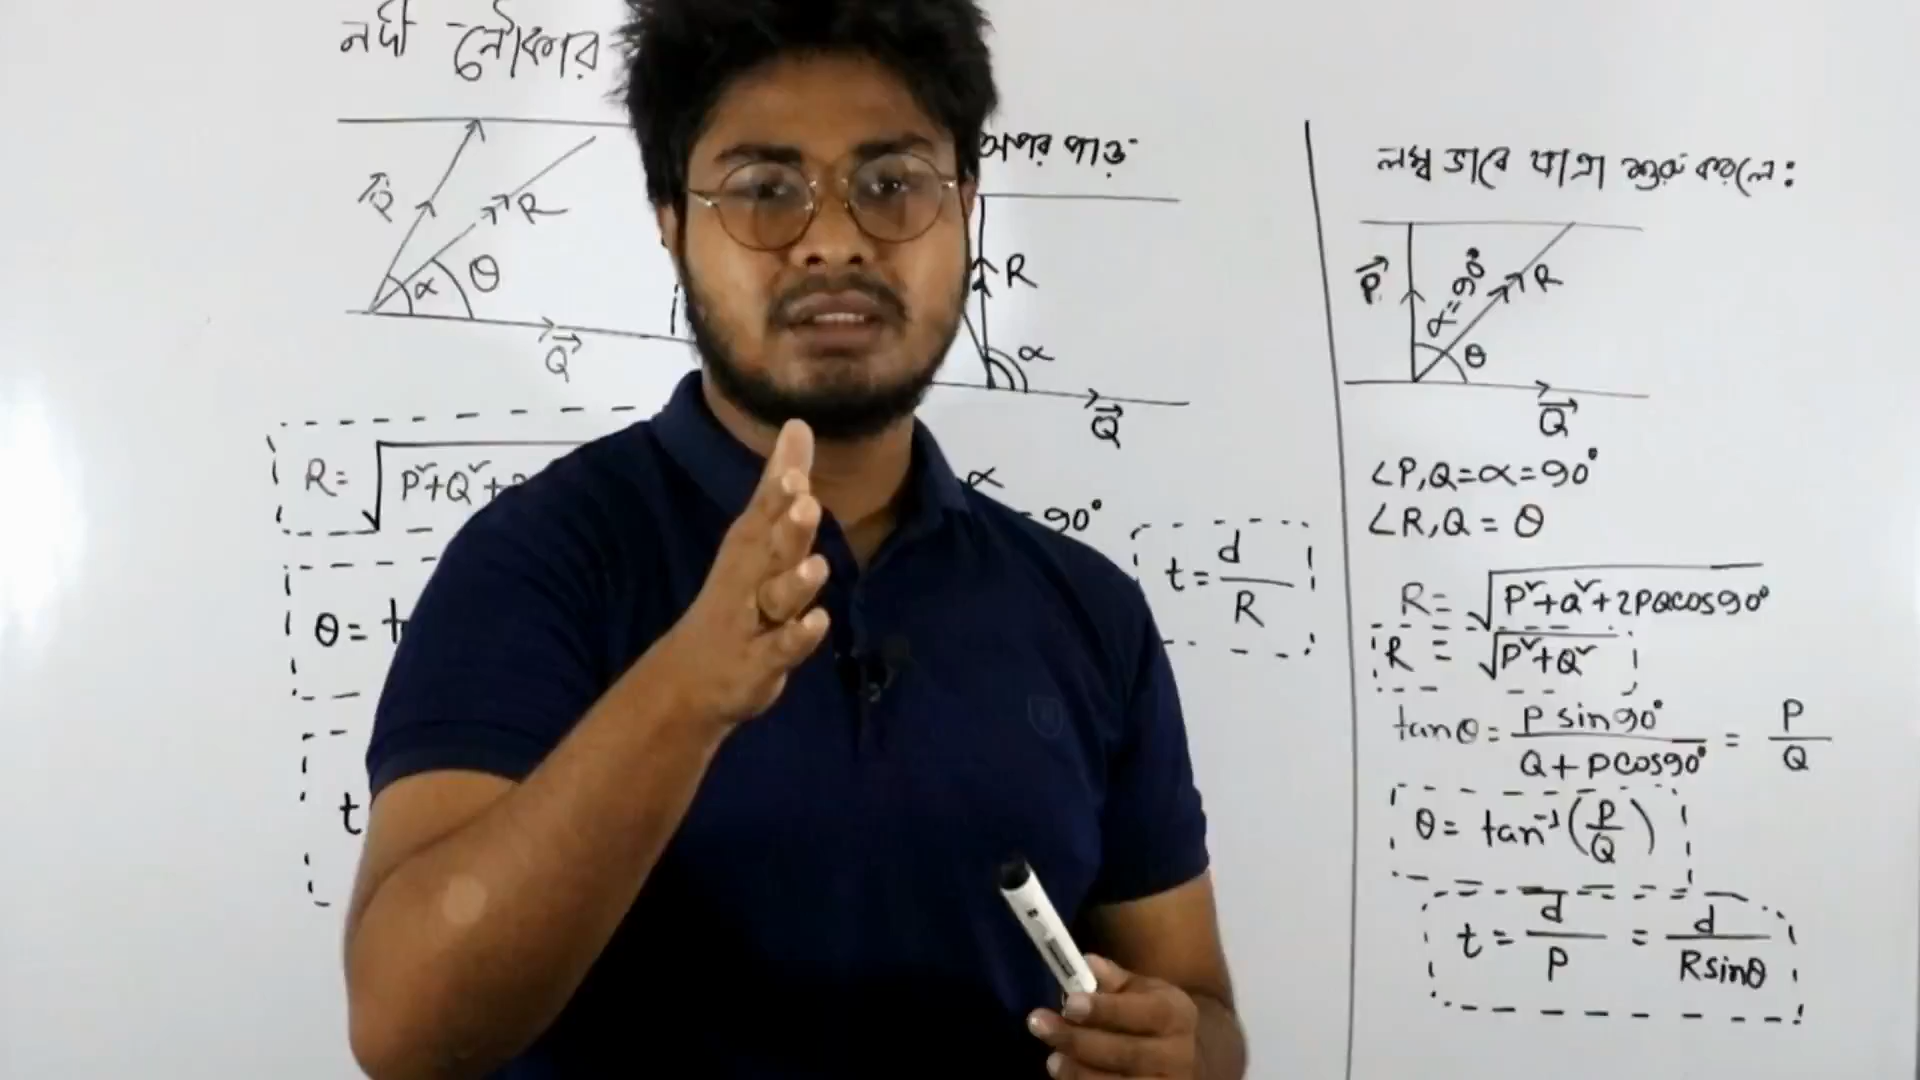 নদী নৌকার
P⃗
R
α
θ
Q⃗
R= √P²+Q²+
θ= t
t
অপর পাড়
R
α
Q⃗
α
= 90°
t= d/R
লম্ব ভাবে যাত্রা শুরু করলে:
P⃗
α=90°
R
θ
Q⃗
∠P,Q=α=90°
∠R,Q = θ
R= √P²+Q²+2PQcos90°
R = √P²+Q²
tanθ= P sin90°/Q+Pcos90° = P/Q
θ= tan⁻¹(P/Q)
t= d/P = d/Rsinθ